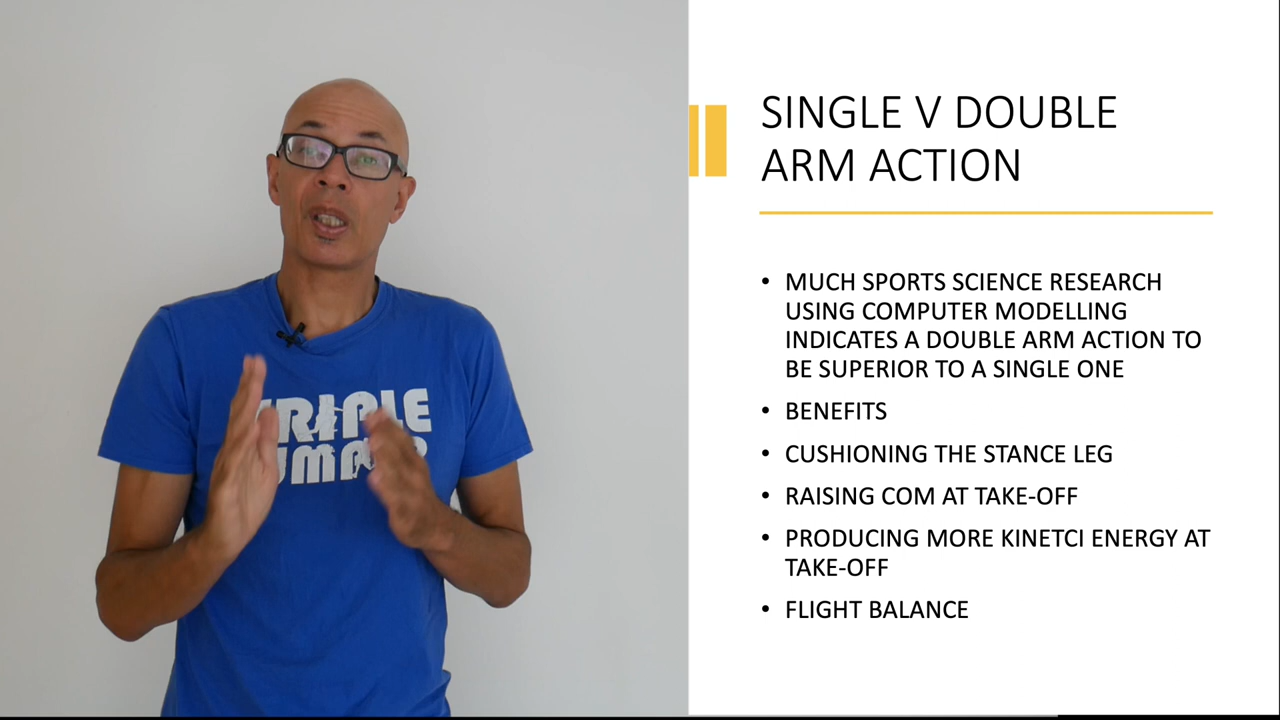 SINGLE V DOUBLE
ARM ACTION
• MUCH SPORTS SCIENCE RESEARCH
USING COMPUTER MODELLING
INDICATES A DOUBLE ARM ACTION TO
BE SUPERIOR TO A SINGLE ONE
• BENEFITS
• CUSHIONING THE STANCE LEG
• RAISING COM AT TAKE-OFF
• PRODUCING MORE KINETCI ENERGY AT
TAKE-OFF
• FLIGHT BALANCE